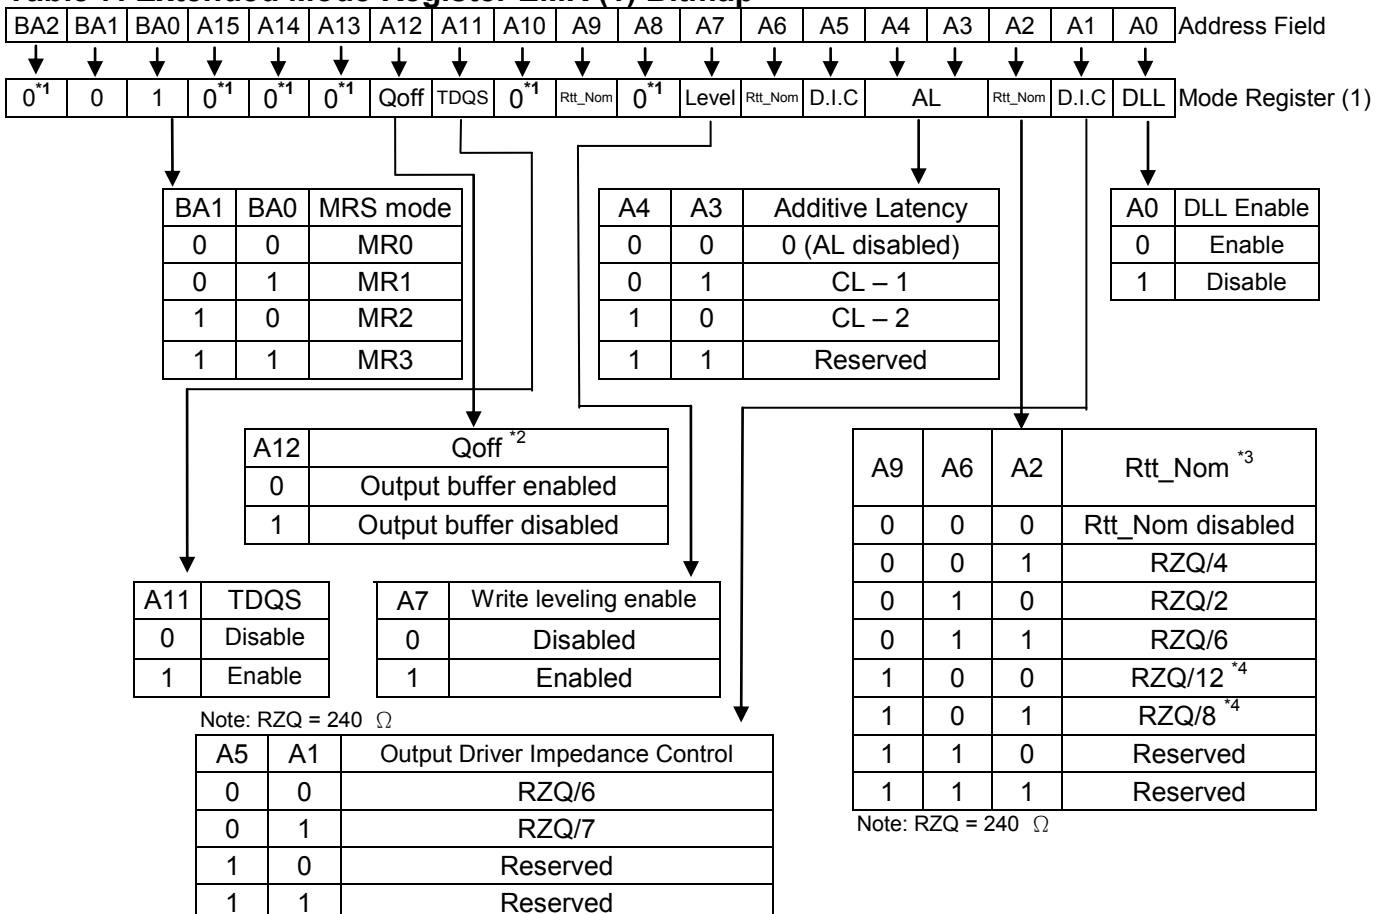 BA2 BA1 BA0 A15 A14 A13 A12 A11 A10 A9 A8 A7 A6 A5 A4 A3 A2 A1 A0 Address Field
0*1 0 1 0*1 0*1 0*1 Qoff TDQS 0*1 Rtt_Nom 0*1 Level Rtt_Nom D.I.C AL Rtt_Nom D.I.C DLL Mode Register (1)
BA1 BA0 MRS mode
0 0 MR0
0 1 MR1
1 0 MR2
1 1 MR3
A4 A3 Additive Latency
0 0 0 (AL disabled)
0 1 CL – 1
1 0 CL – 2
1 1 Reserved
A0 DLL Enable
0 Enable
1 Disable
A12 Qoff *2
0 Output buffer enabled
1 Output buffer disabled
A9 A6 A2 Rtt_Nom *3
0 0 0 Rtt_Nom disabled
0 0 1 RZQ/4
0 1 0 RZQ/2
0 1 1 RZQ/6
1 0 0 RZQ/12 *4
1 0 1 RZQ/8 *4
1 1 0 Reserved
1 1 1 Reserved
Note: RZQ = 240 Ω
A11 TDQS
0 Disable
1 Enable
A7 Write leveling enable
0 Disabled
1 Enabled
Note: RZQ = 240 Ω
A5 A1 Output Driver Impedance Control
0 0 RZQ/6
0 1 RZQ/7
1 0 Reserved
1 1 Reserved